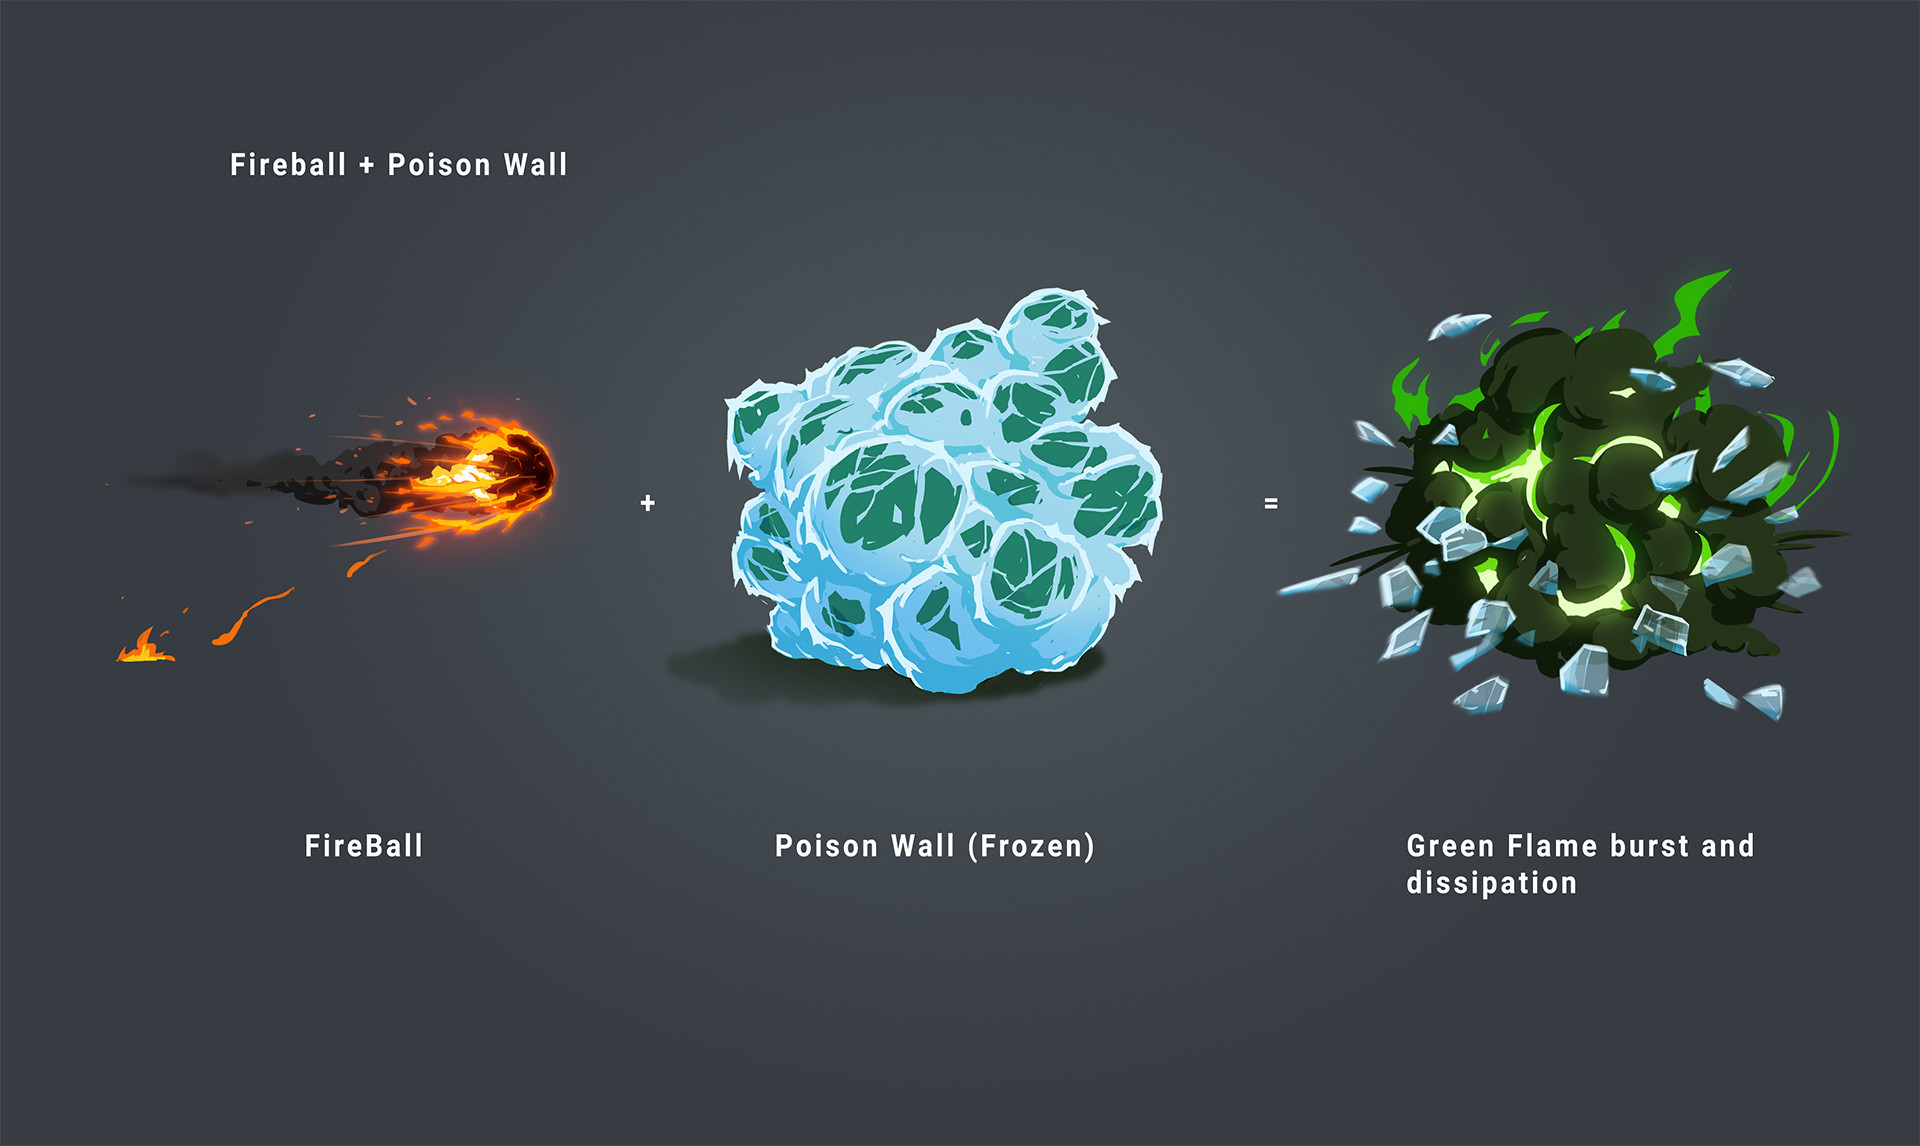 Fireball + Poison Wall
+
=
FireBall
Poison Wall (Frozen)
Green Flame burst and
dissipation